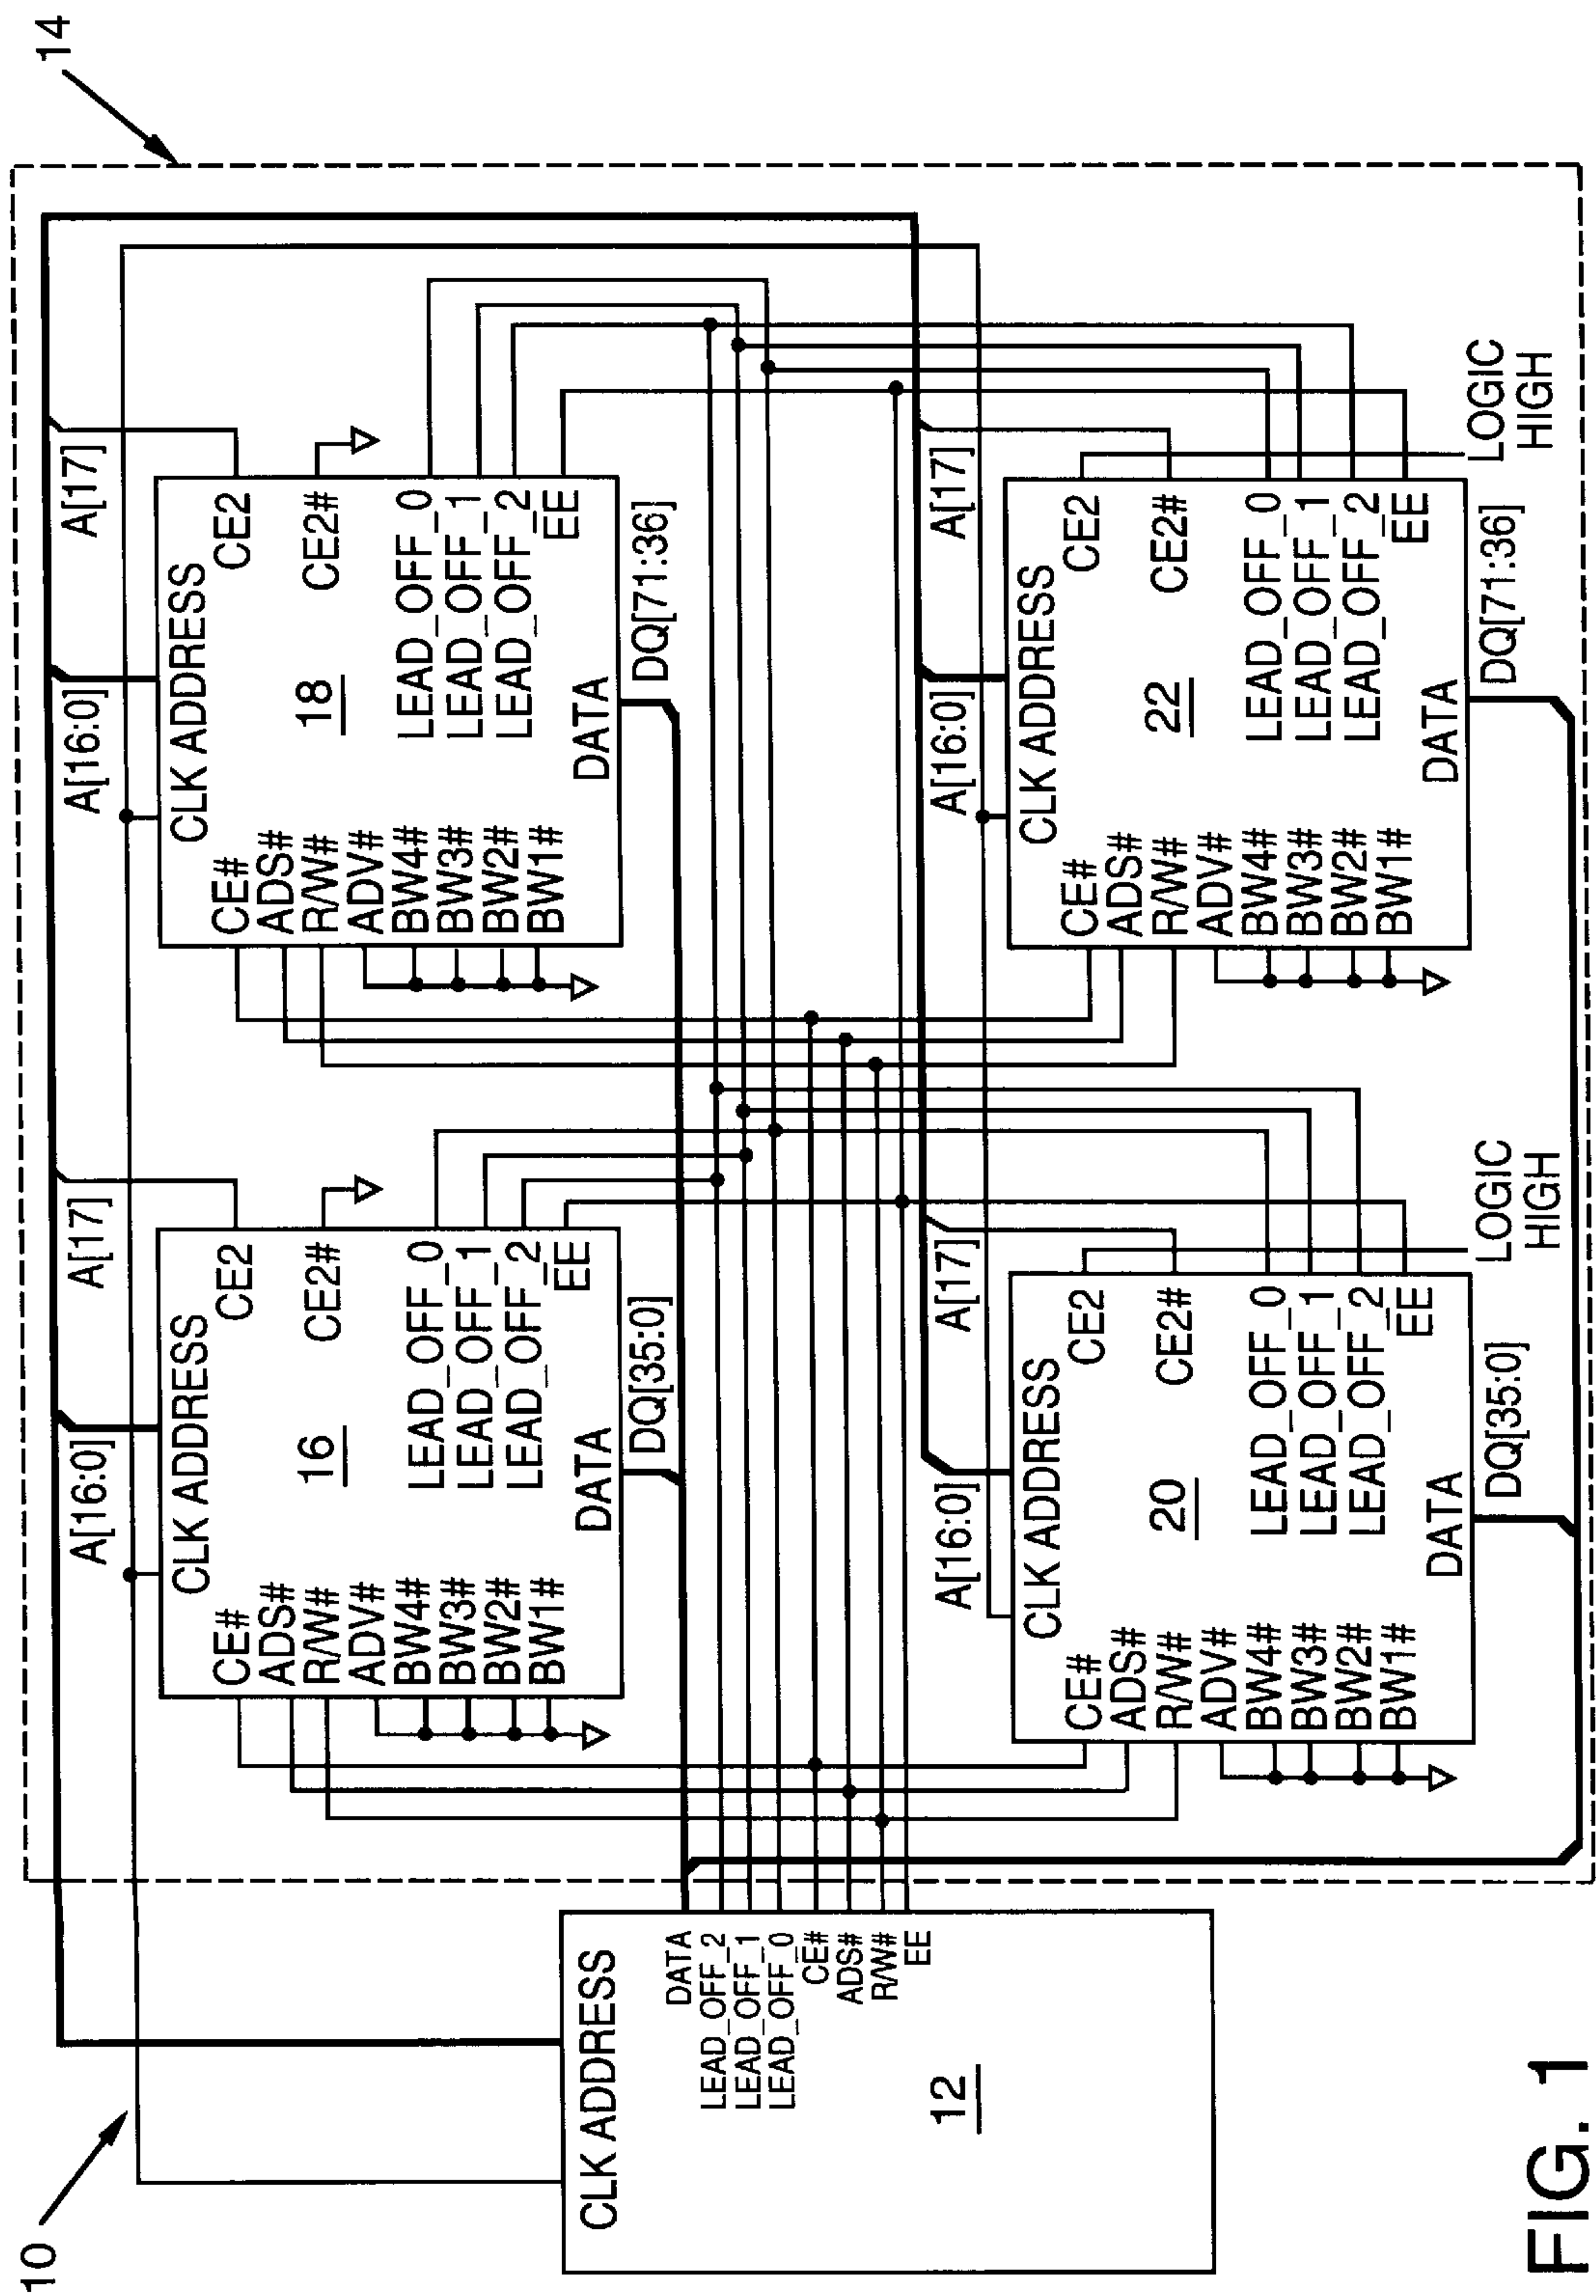 10
14
12
CLK ADDRESS
DATA
LEAD_OFF_2
LEAD_OFF_1
LEAD_OFF_0
CE#
ADS#
R/W#
EE
A[16:0]
A[17]
16
CLK ADDRESS
CE2
CE2#
CE#
ADS#
R/W#
ADV#
BW4#
BW3#
BW2#
BW1#
LEAD_OFF_0
LEAD_OFF_1
LEAD_OFF_2
EE
DATA
DQ[35:0]
A[16:0]
A[17]
18
CLK ADDRESS
CE2
CE2#
CE#
ADS#
R/W#
ADV#
BW4#
BW3#
BW2#
BW1#
LEAD_OFF_0
LEAD_OFF_1
LEAD_OFF_2
EE
DATA
DQ[71:36]
A[16:0]
A[17]
20
CLK ADDRESS
CE2
CE2#
CE#
ADS#
R/W#
ADV#
BW4#
BW3#
BW2#
BW1#
LEAD_OFF_0
LEAD_OFF_1
LEAD_OFF_2
EE
DATA
DQ[35:0]
LOGIC
HIGH
A[16:0]
A[17]
22
CLK ADDRESS
CE2
CE2#
CE#
ADS#
R/W#
ADV#
BW4#
BW3#
BW2#
BW1#
LEAD_OFF_0
LEAD_OFF_1
LEAD_OFF_2
EE
DATA
DQ[71:36]
LOGIC
HIGH
FIG. 1